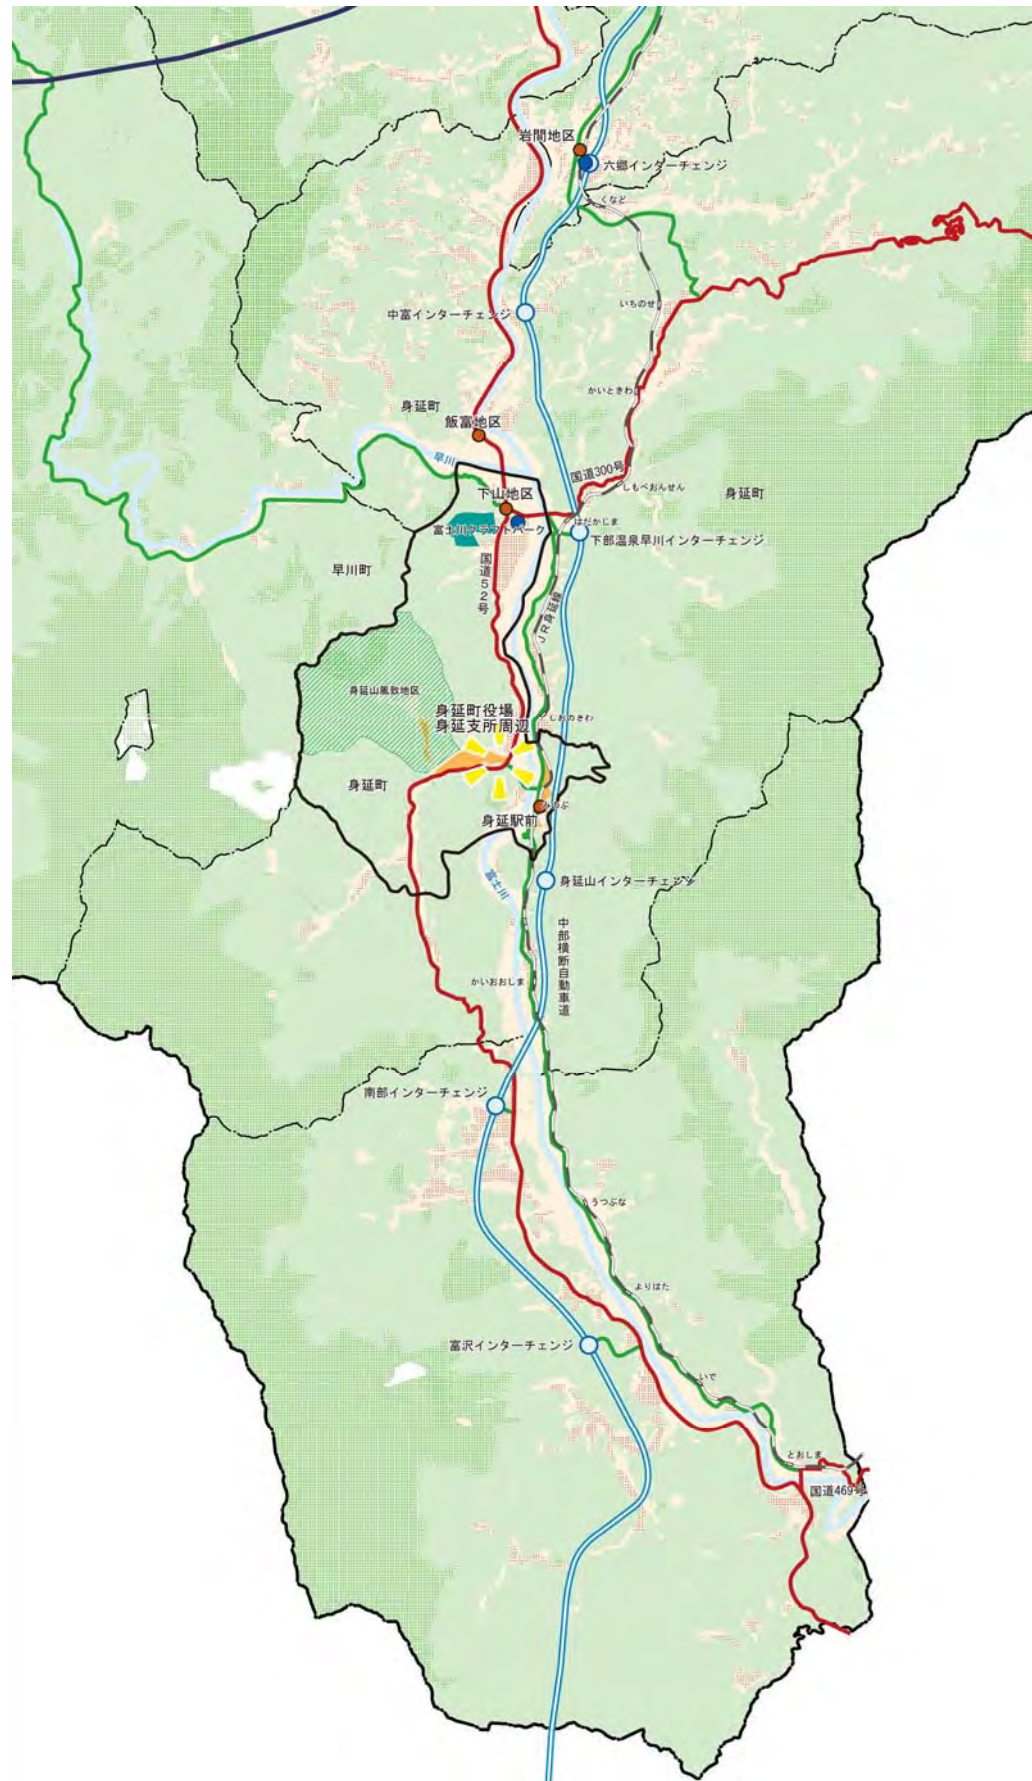 岩間地区
六郷インターチェンジ
くなど
いちのせ
中富インターチェンジ
かいときわ
身延町
飯富地区
早川
国道300号
しもべおんせん
身延町
下山地区
富士川クラフトパーク
はだかじま
下部温泉早川インターチェンジ
国道52号
早川町
JR身延線
身延山風致地区
身延町役場
身延支所周辺
しおのさわ
身延町
みのぶ
身延駅前
富士川
身延山インターチェンジ
中部横断自動車道
かいおおしま
南部インターチェンジ
うつぶな
よりはた
富沢インターチェンジ
いで
とおしま
国道469号